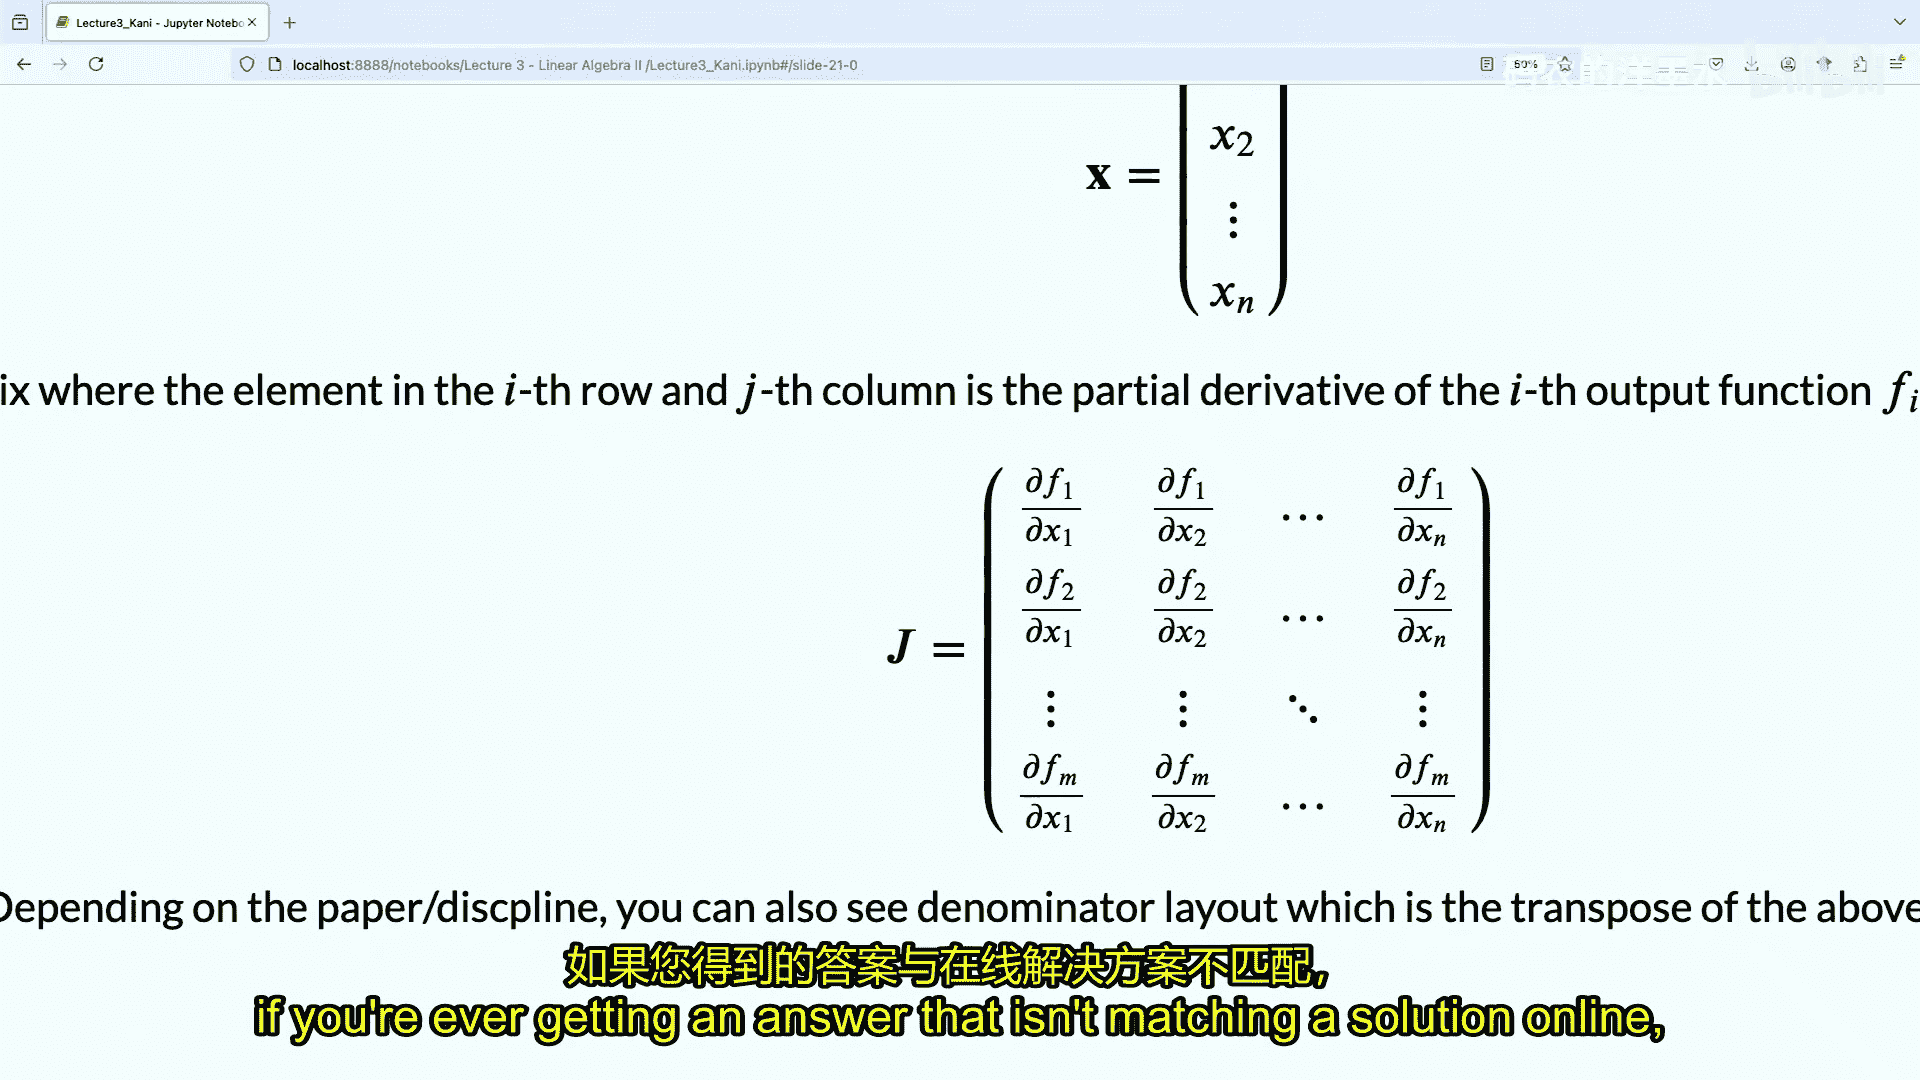 Lecture3_Kani - Jupyter Notebo
localhost:8888/notebooks/Lecture 3 - Linear Algebra II /Lecture3_Kani.ipynb#/slide-21-0
80%
x = ( x₂ ⋮ xₙ )
ix where the element in the i-th row and j-th column is the partial derivative of the i-th output function fᵢ
∂f₁/∂x₁ ∂f₁/∂x₂ … ∂f₁/∂xₙ
∂f₂/∂x₁ ∂f₂/∂x₂ … ∂f₂/∂xₙ
J =
⋮ ⋮ ⋱ ⋮
∂fₘ/∂x₁ ∂fₘ/∂x₂ … ∂fₘ/∂xₙ
Depending on the paper/discpline, you can also see denominator layout which is the transpose of the above
如果您得到的答案与在线解决方案不匹配，
if you're ever getting an answer that isn't matching a solution online,